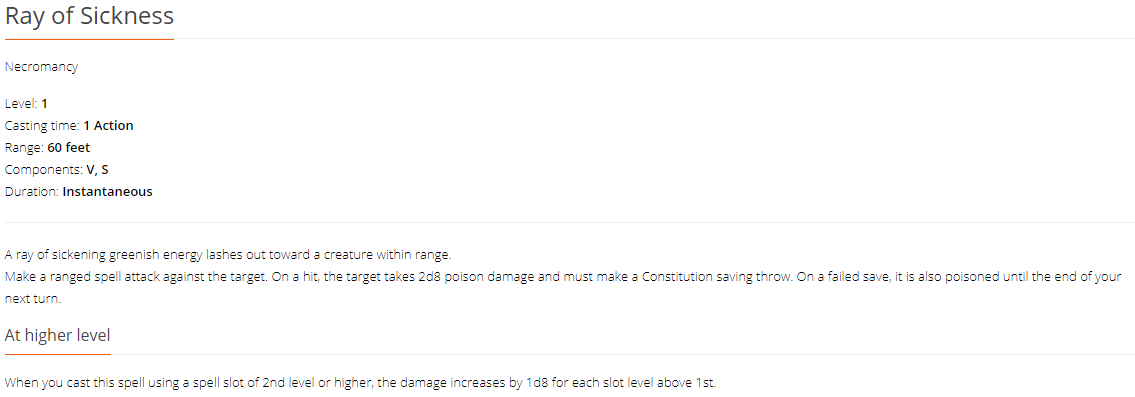 Ray of Sickness
Necromancy
Level: 1
Casting time: 1 Action
Range: 60 feet
Components: V, S
Duration: Instantaneous
A ray of sickening greenish energy lashes out toward a creature within range.
Make a ranged spell attack against the target. On a hit, the target takes 2d8 poison damage and must make a Constitution saving throw. On a failed save, it is also poisoned until the end of your
next turn.
At higher level
When you cast this spell using a spell slot of 2nd level or higher, the damage increases by 1d8 for each slot level above 1st.